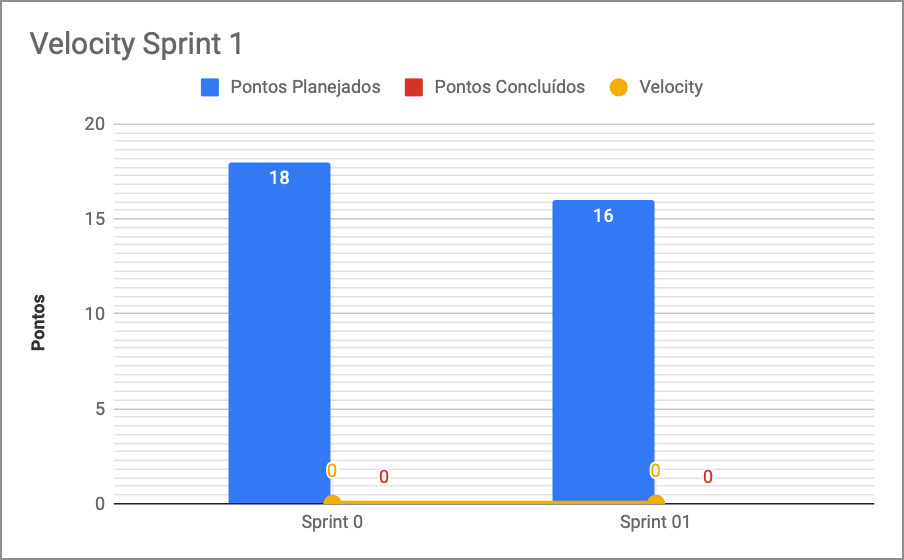 Velocity Sprint 1
Pontos Planejados Pontos Concluídos Velocity
20
18
16
15
10
Pontos
5
0 0 0 0
0
Sprint 0 Sprint 01